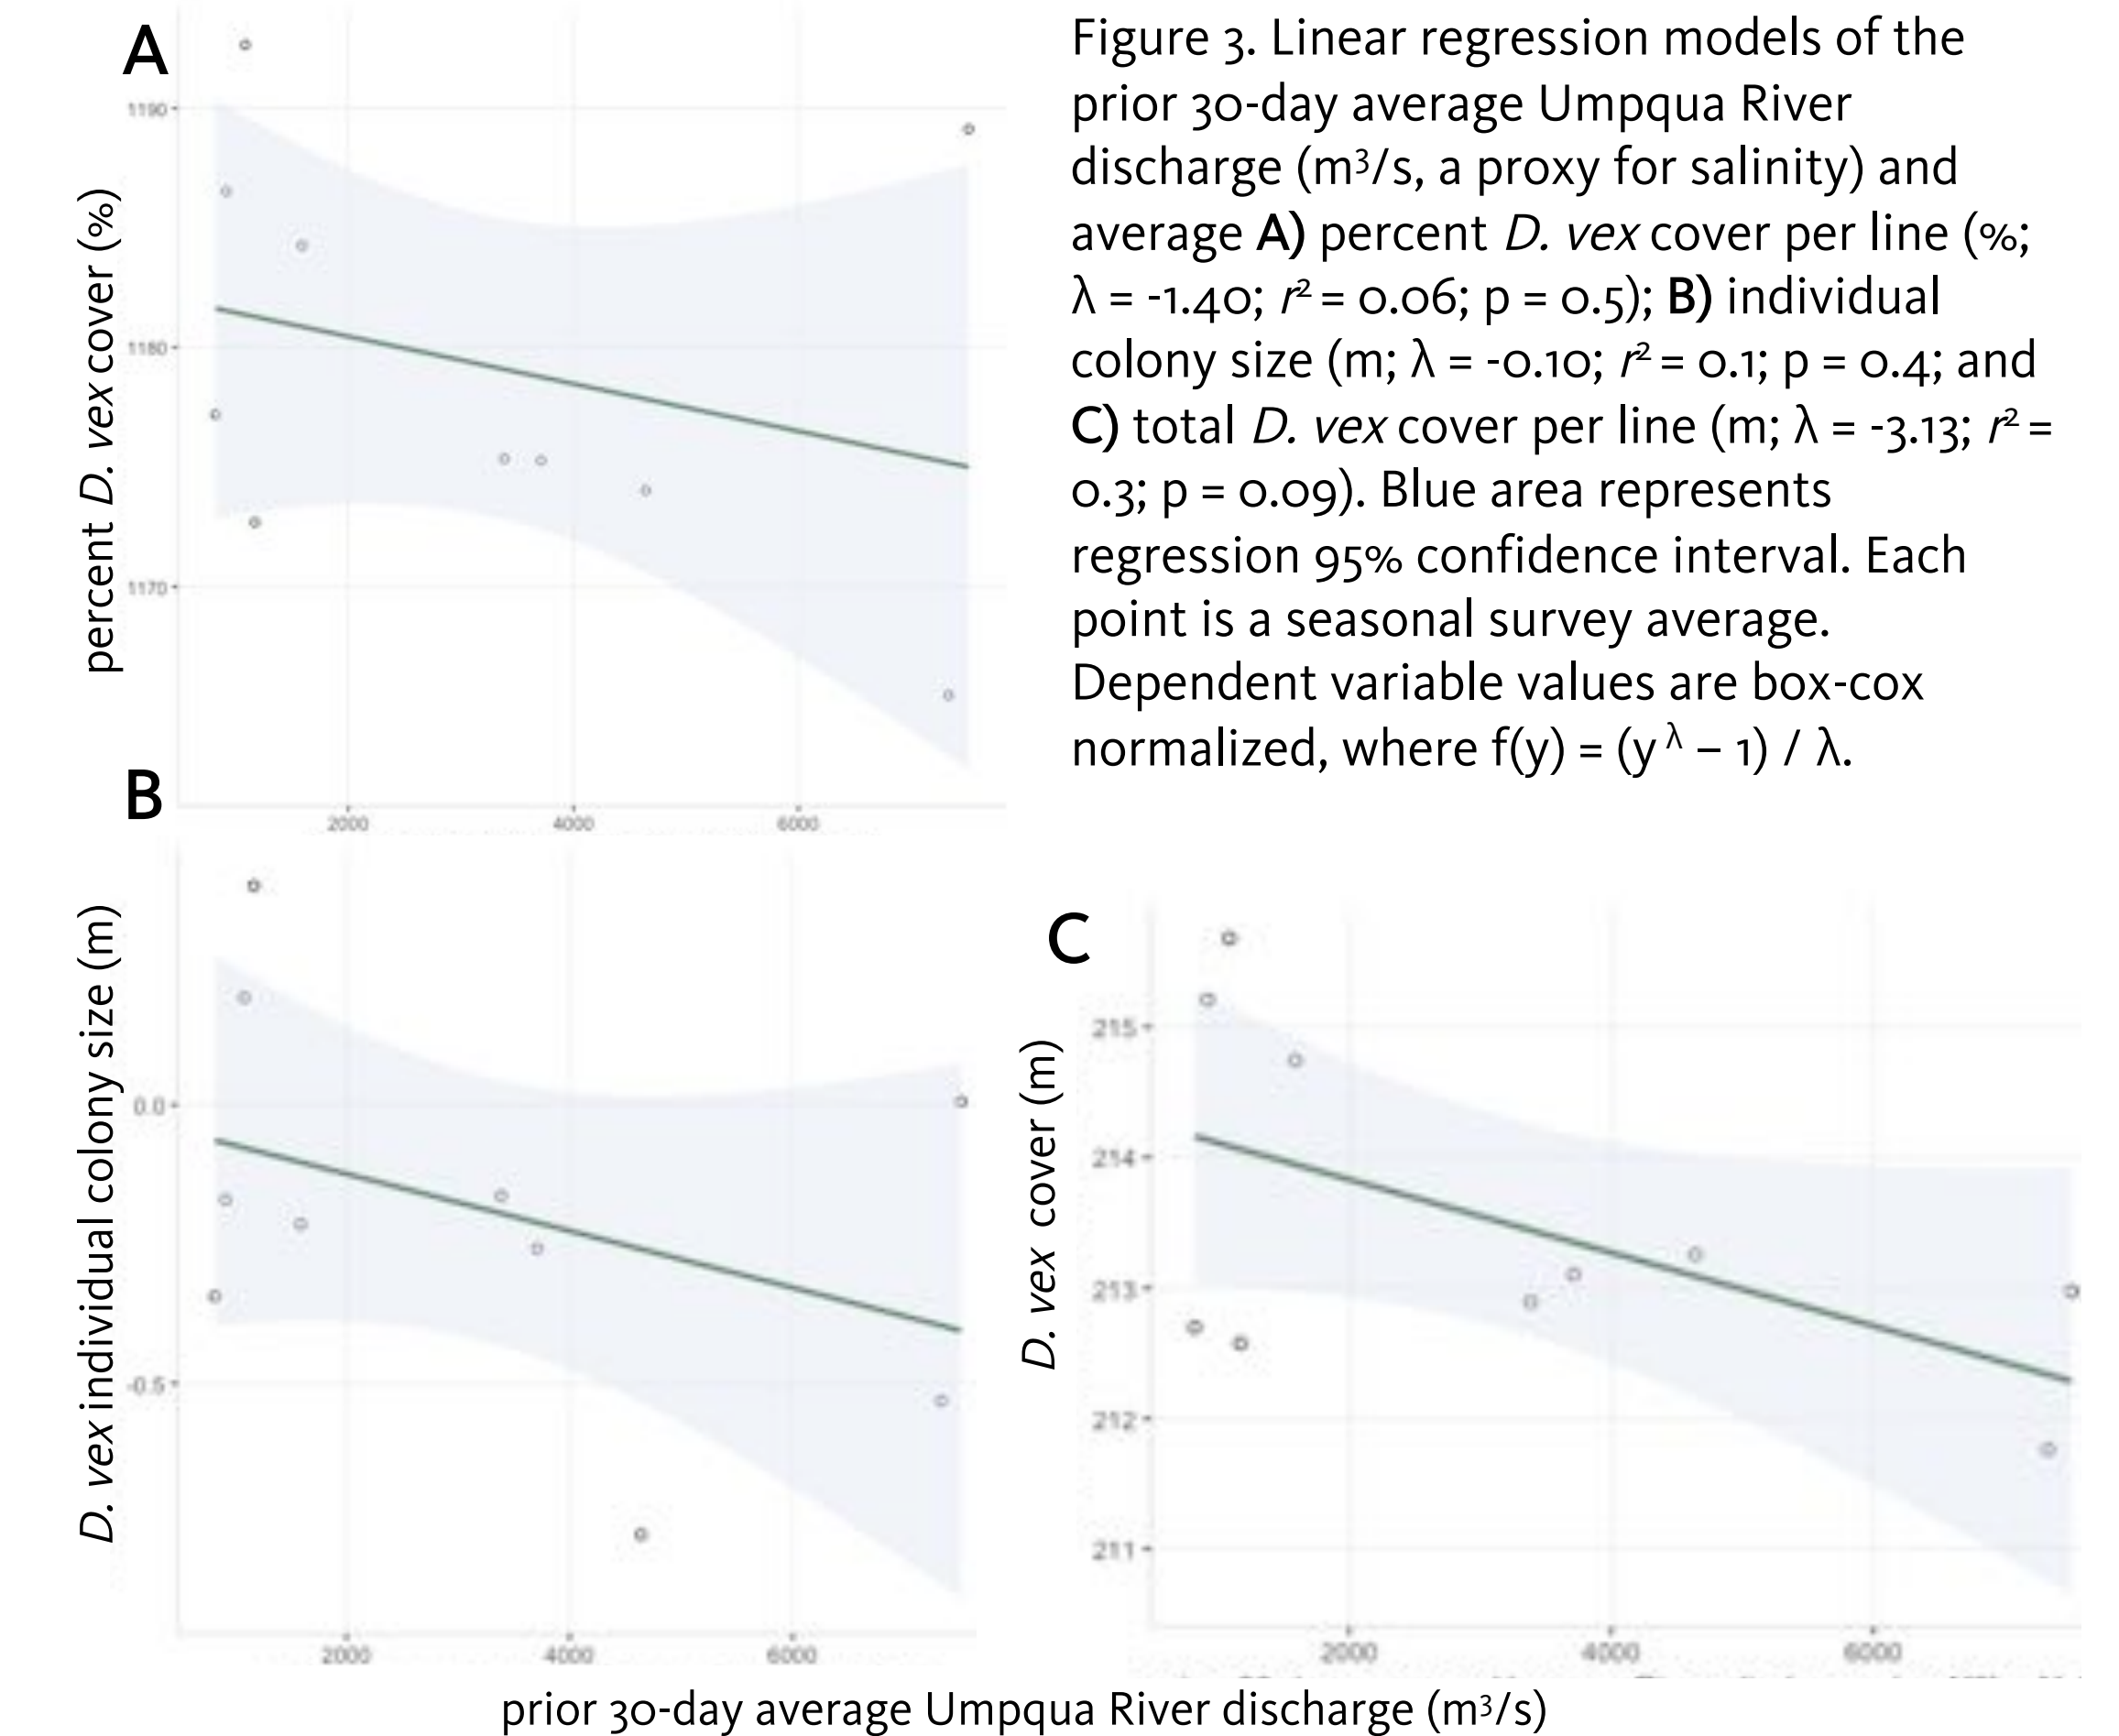 A
Figure 3. Linear regression models of the
prior 30-day average Umpqua River
discharge (m³/s, a proxy for salinity) and
average A) percent D. vex cover per line (%;
λ = -1.40; r² = 0.06; p = 0.5); B) individual
colony size (m; λ = -0.10; r² = 0.1; p = 0.4; and
C) total D. vex cover per line (m; λ = -3.13; r² =
0.3; p = 0.09). Blue area represents
regression 95% confidence interval. Each
point is a seasonal survey average.
Dependent variable values are box-cox
normalized, where f(y) = (y^λ – 1) / λ.
percent D. vex cover (%)
1190
1180
1170
2000 4000 6000
B
D. vex individual colony size (m)
0.0
-0.5
2000 4000 6000
C
D. vex cover (m)
215
214
213
212
211
2000 4000 6000
prior 30-day average Umpqua River discharge (m³/s)